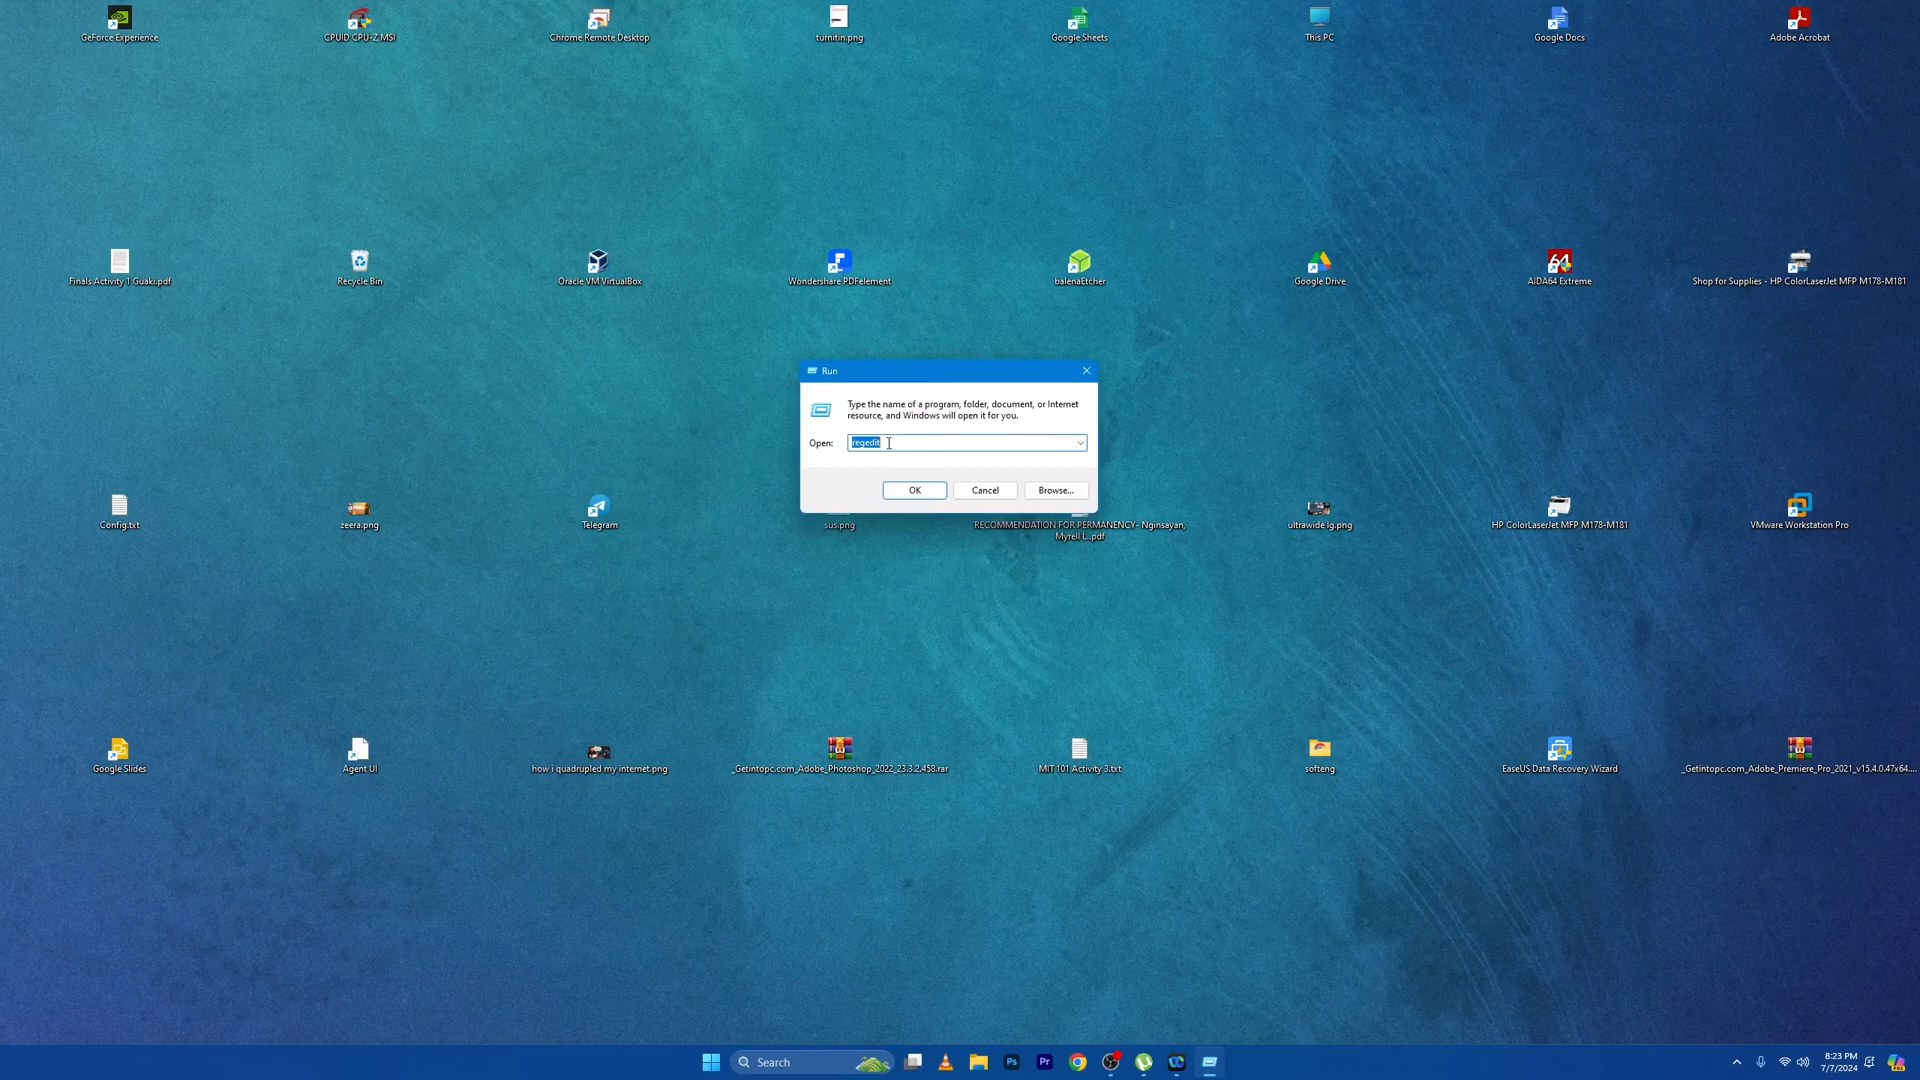 GeForce Experience
CPUID CPU-Z MSI
Chrome Remote Desktop
turnitin.png
Google Sheets
This PC
Google Docs
Adobe Acrobat
Finals Activity 1 Guaki.pdf
Recycle Bin
Oracle VM VirtualBox
Wondershare PDFelement
balenaEtcher
Google Drive
64
AIDA64 Extreme
Shop for Supplies - HP ColorLaserJet MFP M178-M181
Run
Type the name of a program, folder, document, or Internet
resource, and Windows will open it for you.
Open:
regedit
OK
Cancel
Browse...
Config.txt
zeera.png
Telegram
sus.png
RECOMMENDATION FOR PERMANENCY- Nginsayan,
Myrell L..pdf
ultrawide lg.png
HP ColorLaserJet MFP M178-M181
VMware Workstation Pro
Google Slides
Agent UI
how i quadrupled my internet.png
_Getintopc.com_Adobe_Photoshop_2022_23.3.2.458.rar
MIT 101 Activity 3.txt
softeng
EaseUS Data Recovery Wizard
_Getintopc.com_Adobe_Premiere_Pro_2021_v15.4.0.47x64....
Search
Ps
Pr
8:23 PM
7/7/2024